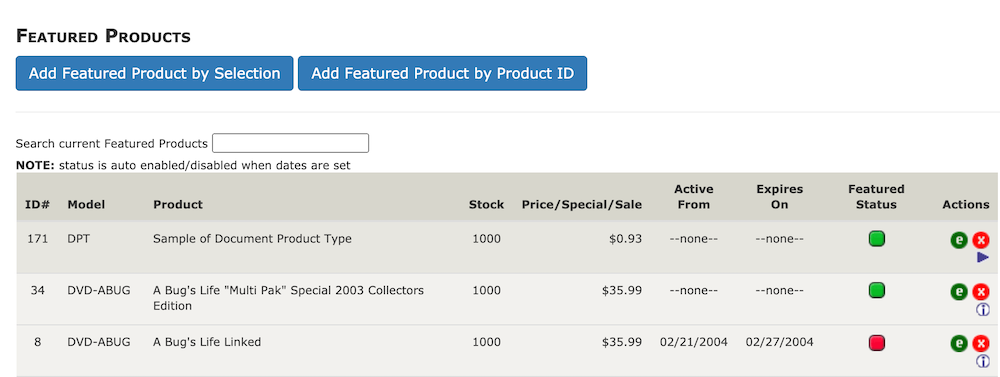 Featured Products
Add Featured Product by Selection Add Featured Product by Product ID
Search current Featured Products
NOTE: status is auto enabled/disabled when dates are set
ID# Model Product Stock Price/Special/Sale Active From Expires On Featured Status Actions
171 DPT Sample of Document Product Type 1000 $0.93 --none-- --none-- e x
34 DVD-ABUG A Bug's Life "Multi Pak" Special 2003 Collectors 1000 $35.99 --none-- --none-- e x
Edition i
8 DVD-ABUG A Bug's Life Linked 1000 $35.99 02/21/2004 02/27/2004 e x
i